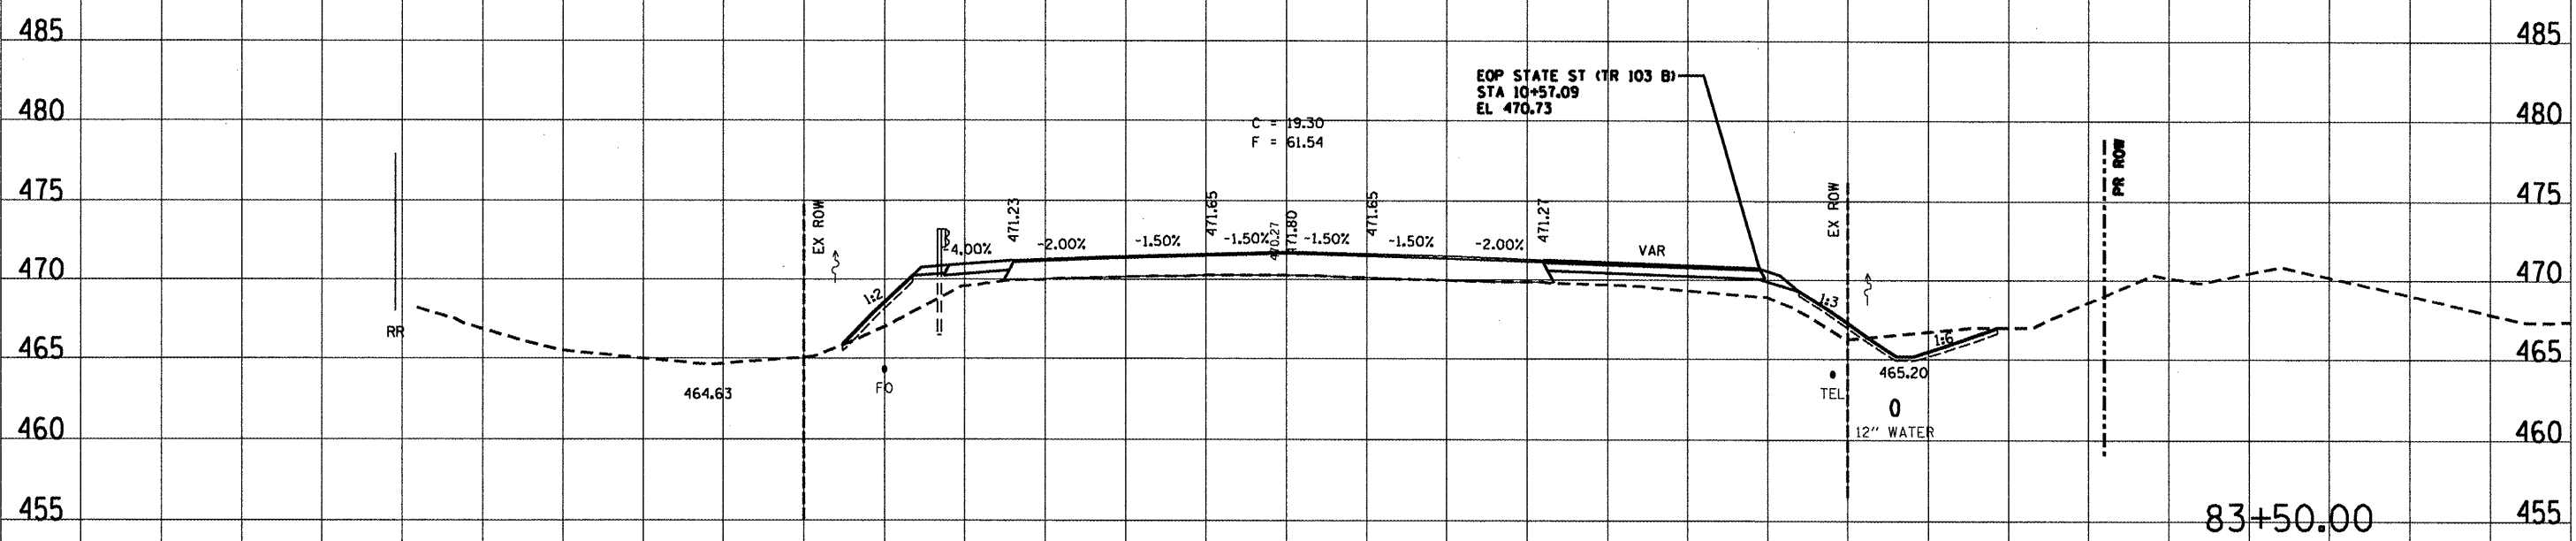 485
485
EOP STATE ST (TR 103 B)
STA 10+57.09
EL 470.73
480
C = 19.30
F = 61.54
480
PR ROW
475
EX ROW
471.23
471.65
470.27
471.80
471.65
471.27
EX ROW
475
-4.00%
-2.00%
-1.50%
-1.50%
-1.50%
-1.50%
-2.00%
VAR
470
470
1:2
1:3
RR
1:6
465
465
464.63
FO
TEL
465.20
460
12" WATER
460
455
83+50.00
455